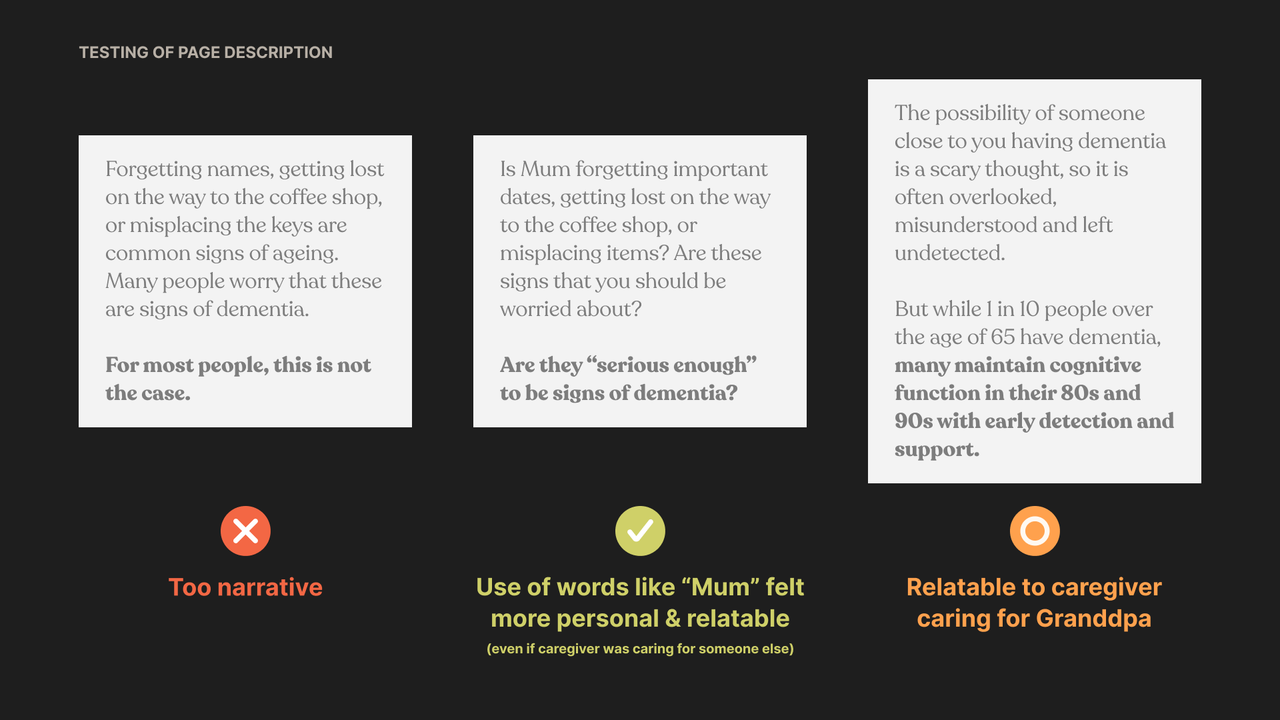 TESTING OF PAGE DESCRIPTION
Forgetting names, getting lost
on the way to the coffee shop,
or misplacing the keys are
common signs of ageing.
Many people worry that these
are signs of dementia.
For most people, this is not
the case.
Too narrative
Is Mum forgetting important
dates, getting lost on the way
to the coffee shop, or
misplacing items? Are these
signs that you should be
worried about?
Are they “serious enough”
to be signs of dementia?
Use of words like “Mum” felt
more personal & relatable
(even if caregiver was caring for someone else)
The possibility of someone
close to you having dementia
is a scary thought, so it is
often overlooked,
misunderstood and left
undetected.
But while 1 in 10 people over
the age of 65 have dementia,
many maintain cognitive
function in their 80s and
90s with early detection and
support.
Relatable to caregiver
caring for Granddpa